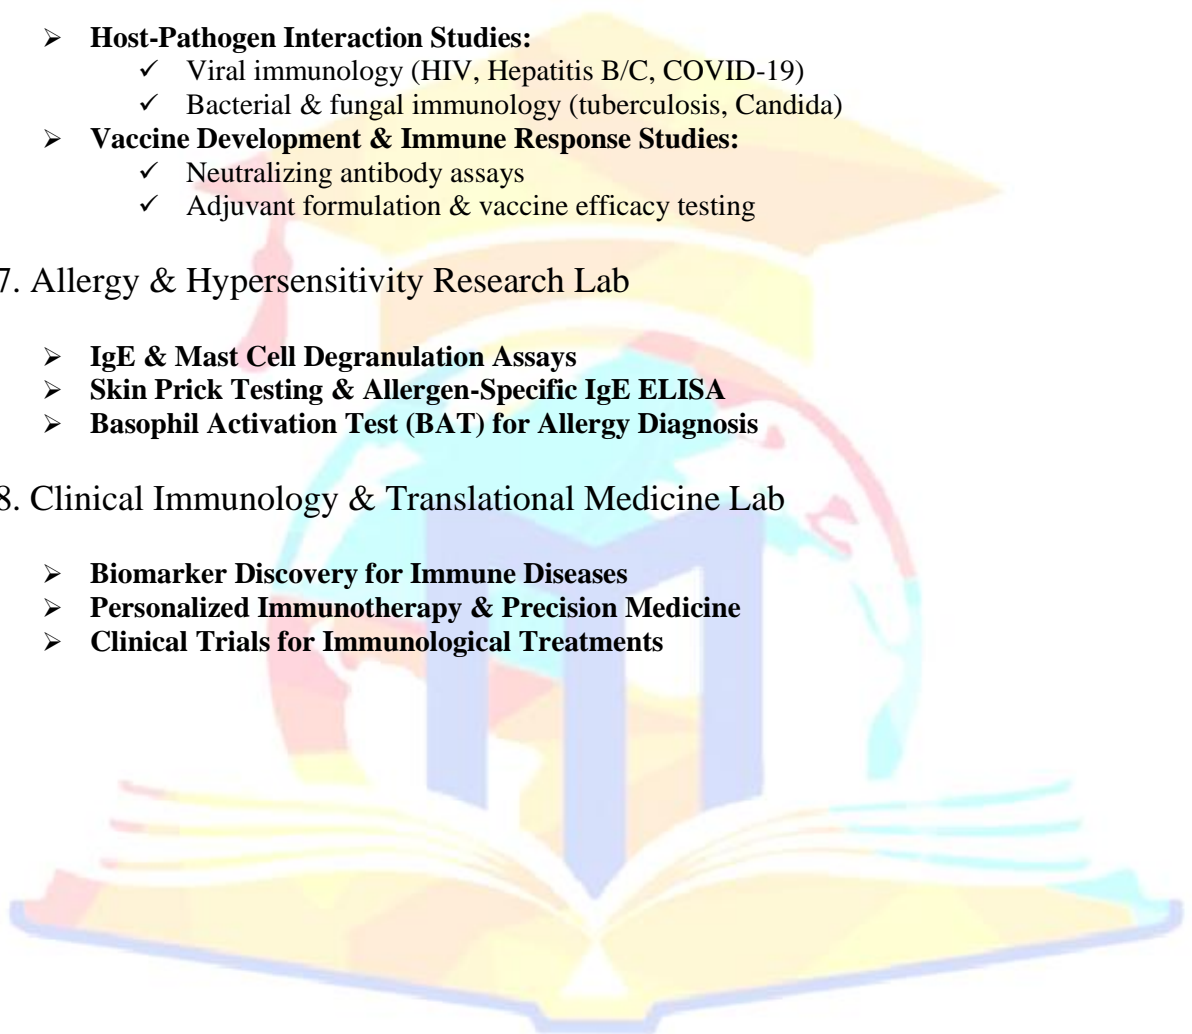 ➢ Host-Pathogen Interaction Studies:
✓ Viral immunology (HIV, Hepatitis B/C, COVID-19)
✓ Bacterial & fungal immunology (tuberculosis, Candida)
➢ Vaccine Development & Immune Response Studies:
✓ Neutralizing antibody assays
✓ Adjuvant formulation & vaccine efficacy testing
7. Allergy & Hypersensitivity Research Lab
➢ IgE & Mast Cell Degranulation Assays
➢ Skin Prick Testing & Allergen-Specific IgE ELISA
➢ Basophil Activation Test (BAT) for Allergy Diagnosis
8. Clinical Immunology & Translational Medicine Lab
➢ Biomarker Discovery for Immune Diseases
➢ Personalized Immunotherapy & Precision Medicine
➢ Clinical Trials for Immunological Treatments